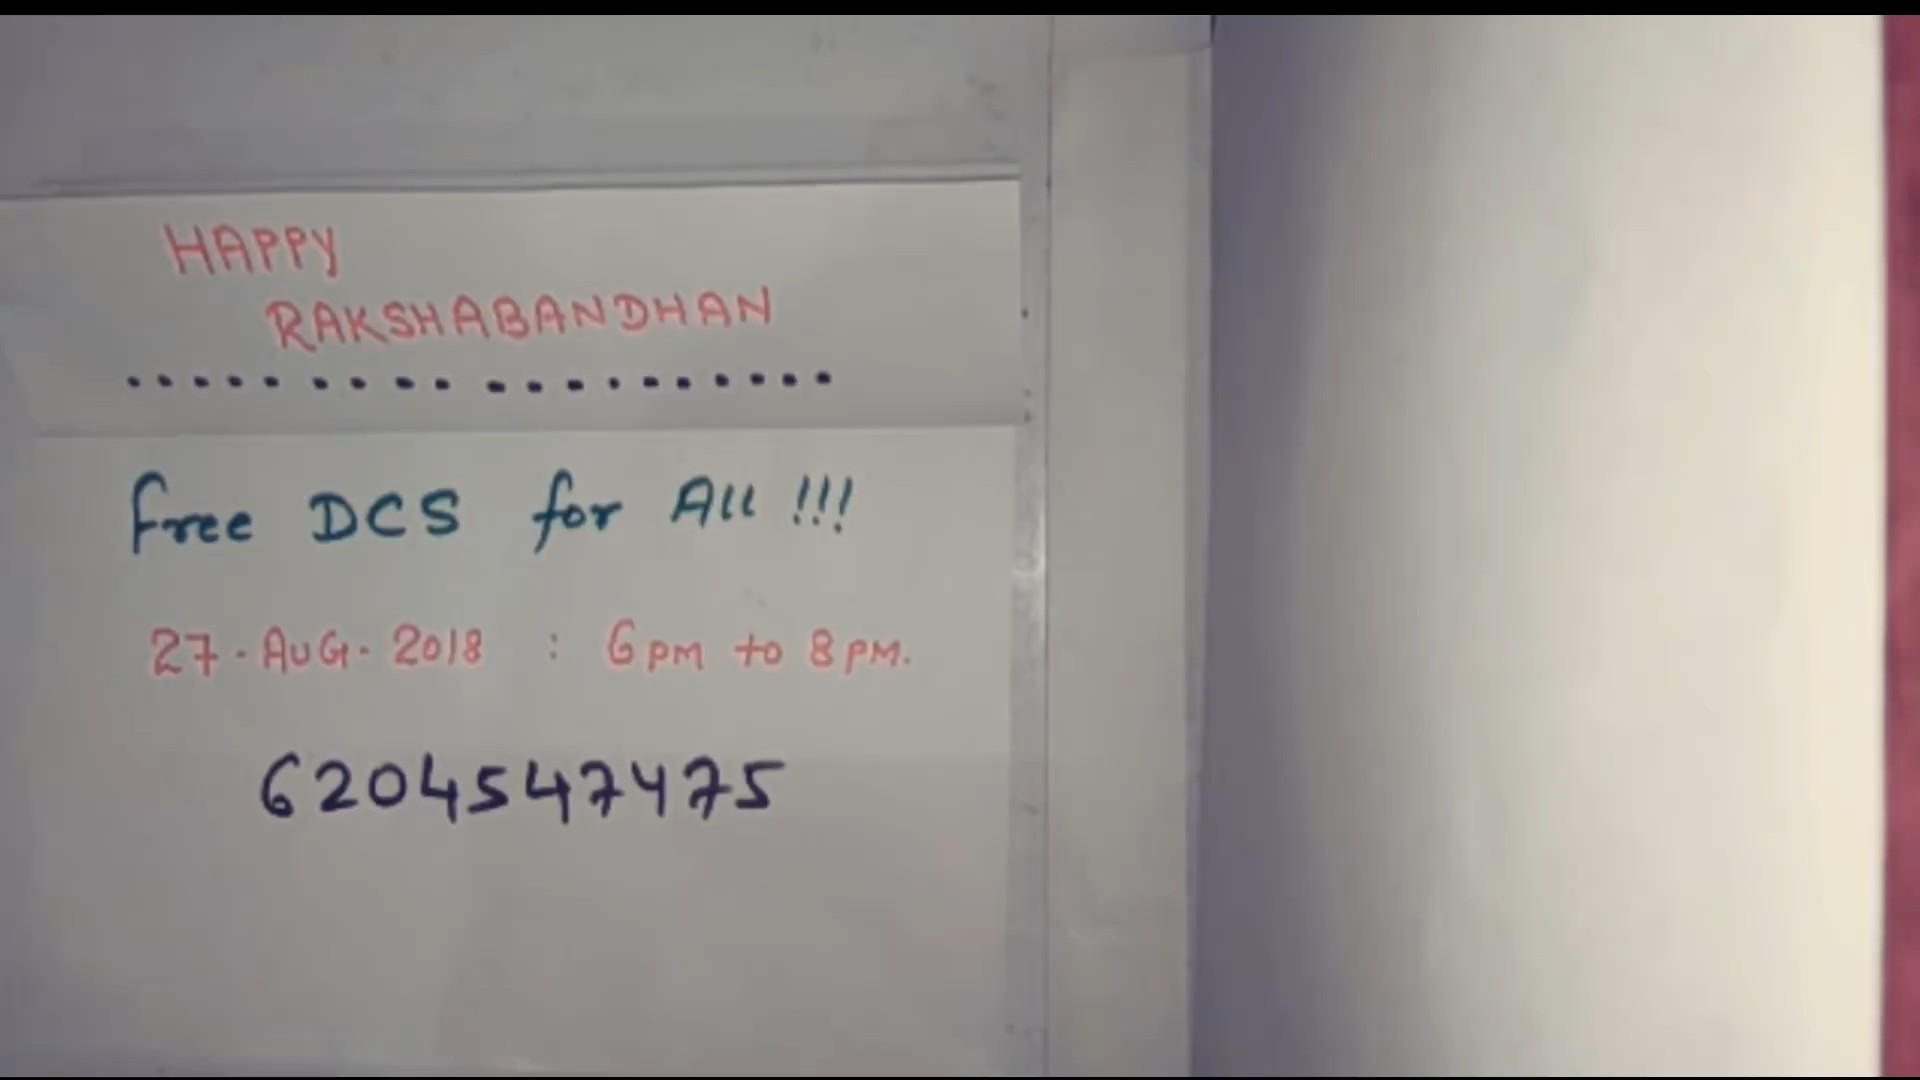 HAPPY
RAKSHABANDHAN
....................
Free DCS for All !!!
27-AUG-2018 : 6pm to 8pm.
6204547475